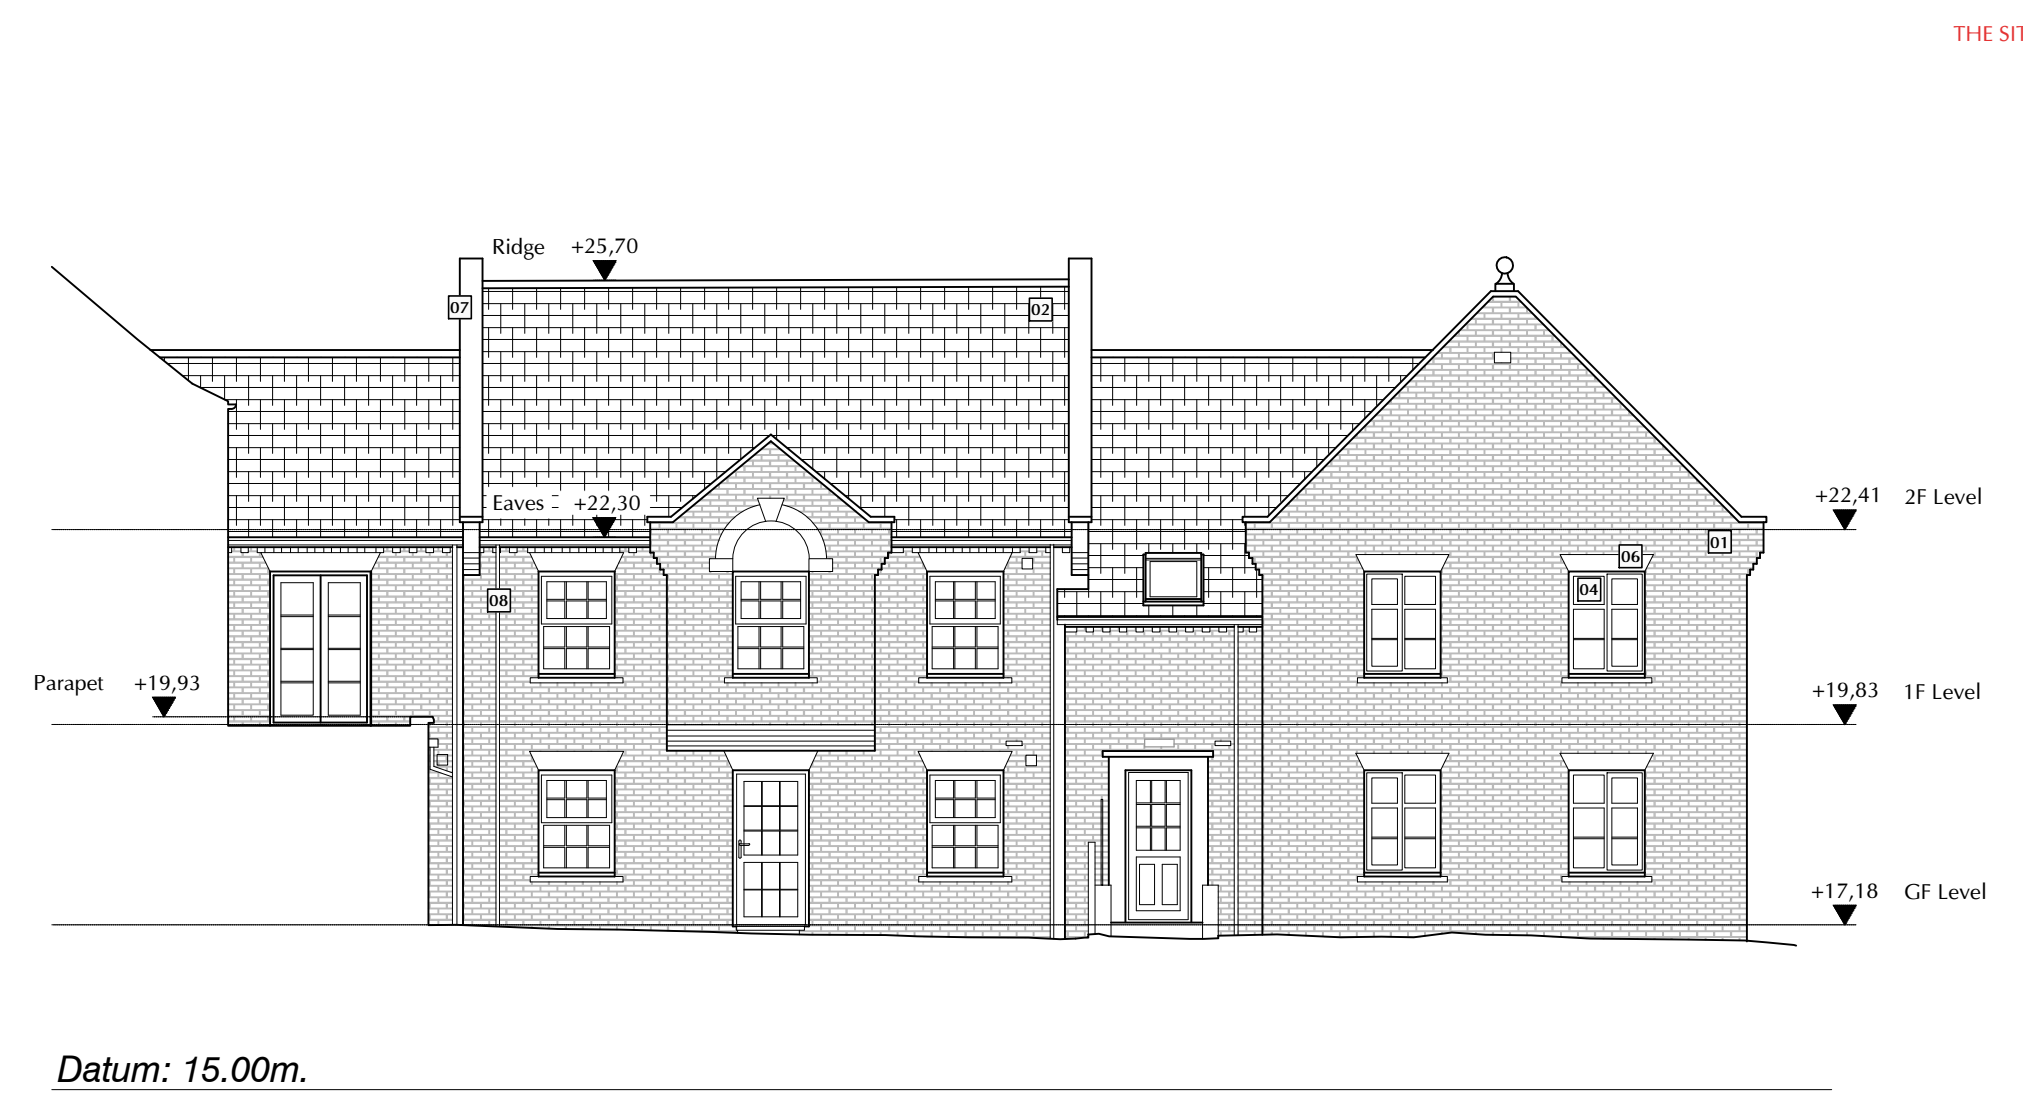 THE SIT
Ridge +25,70
07
02
Eaves +22,30
+22,41 2F Level
01
06
04
08
Parapet +19,93
+19,83 1F Level
+17,18 GF Level
Datum: 15.00m.